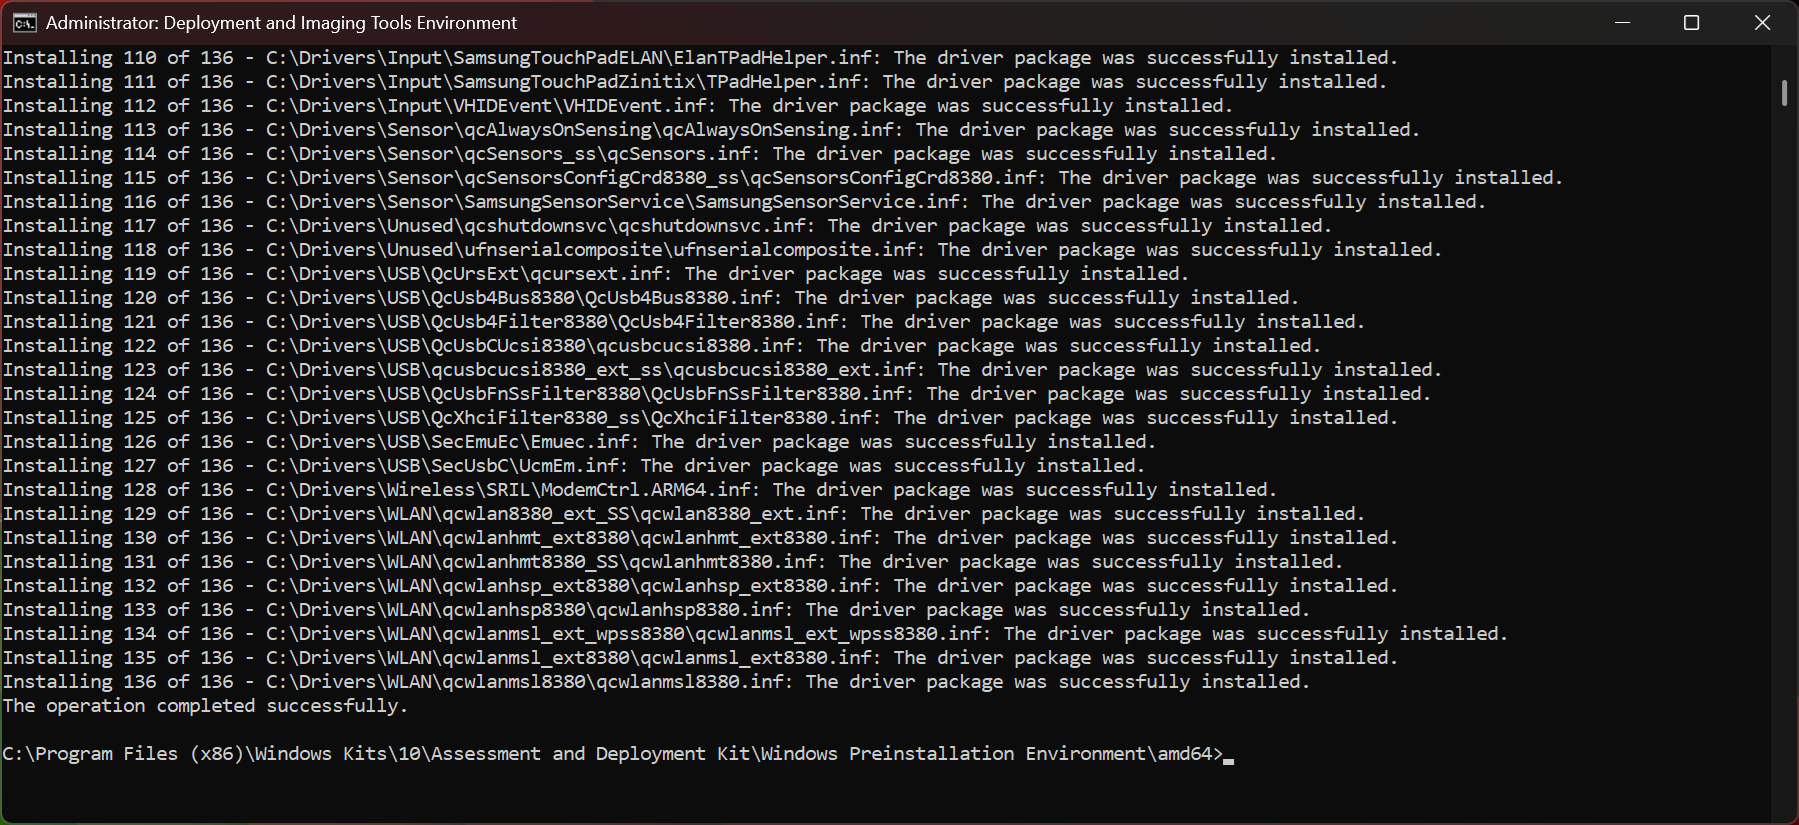 Administrator: Deployment and Imaging Tools Environment
Installing 110 of 136 - C:\Drivers\Input\SamsungTouchPadELAN\ElanTPadHelper.inf: The driver package was successfully installed.
Installing 111 of 136 - C:\Drivers\Input\SamsungTouchPadZinitix\TPadHelper.inf: The driver package was successfully installed.
Installing 112 of 136 - C:\Drivers\Input\VHIDEvent\VHIDEvent.inf: The driver package was successfully installed.
Installing 113 of 136 - C:\Drivers\Sensor\qcAlwaysOnSensing\qcAlwaysOnSensing.inf: The driver package was successfully installed.
Installing 114 of 136 - C:\Drivers\Sensor\qcSensors_ss\qcSensors.inf: The driver package was successfully installed.
Installing 115 of 136 - C:\Drivers\Sensor\qcSensorsConfigCrd8380_ss\qcSensorsConfigCrd8380.inf: The driver package was successfully installed.
Installing 116 of 136 - C:\Drivers\Sensor\SamsungSensorService\SamsungSensorService.inf: The driver package was successfully installed.
Installing 117 of 136 - C:\Drivers\Unused\qcshutdownsvc\qcshutdownsvc.inf: The driver package was successfully installed.
Installing 118 of 136 - C:\Drivers\Unused\ufnserialcomposite\ufnserialcomposite.inf: The driver package was successfully installed.
Installing 119 of 136 - C:\Drivers\USB\QcUrsExt\qcursext.inf: The driver package was successfully installed.
Installing 120 of 136 - C:\Drivers\USB\QcUsb4Bus8380\QcUsb4Bus8380.inf: The driver package was successfully installed.
Installing 121 of 136 - C:\Drivers\USB\QcUsb4Filter8380\QcUsb4Filter8380.inf: The driver package was successfully installed.
Installing 122 of 136 - C:\Drivers\USB\QcUsbCUcsi8380\qcusbcucsi8380.inf: The driver package was successfully installed.
Installing 123 of 136 - C:\Drivers\USB\qcusbcucsi8380_ext_ss\qcusbcucsi8380_ext.inf: The driver package was successfully installed.
Installing 124 of 136 - C:\Drivers\USB\QcUsbFnSsFilter8380\QcUsbFnSsFilter8380.inf: The driver package was successfully installed.
Installing 125 of 136 - C:\Drivers\USB\QcXhciFilter8380_ss\QcXhciFilter8380.inf: The driver package was successfully installed.
Installing 126 of 136 - C:\Drivers\USB\SecEmuEc\Emuec.inf: The driver package was successfully installed.
Installing 127 of 136 - C:\Drivers\USB\SecUsbC\UcmEm.inf: The driver package was successfully installed.
Installing 128 of 136 - C:\Drivers\Wireless\SRIL\ModemCtrl.ARM64.inf: The driver package was successfully installed.
Installing 129 of 136 - C:\Drivers\WLAN\qcwlan8380_ext_SS\qcwlan8380_ext.inf: The driver package was successfully installed.
Installing 130 of 136 - C:\Drivers\WLAN\qcwlanhmt_ext8380\qcwlanhmt_ext8380.inf: The driver package was successfully installed.
Installing 131 of 136 - C:\Drivers\WLAN\qcwlanhmt8380_SS\qcwlanhmt8380.inf: The driver package was successfully installed.
Installing 132 of 136 - C:\Drivers\WLAN\qcwlanhsp_ext8380\qcwlanhsp_ext8380.inf: The driver package was successfully installed.
Installing 133 of 136 - C:\Drivers\WLAN\qcwlanhsp8380\qcwlanhsp8380.inf: The driver package was successfully installed.
Installing 134 of 136 - C:\Drivers\WLAN\qcwlanmsl_ext_wpss8380\qcwlanmsl_ext_wpss8380.inf: The driver package was successfully installed.
Installing 135 of 136 - C:\Drivers\WLAN\qcwlanmsl_ext8380\qcwlanmsl_ext8380.inf: The driver package was successfully installed.
Installing 136 of 136 - C:\Drivers\WLAN\qcwlanmsl8380\qcwlanmsl8380.inf: The driver package was successfully installed.
The operation completed successfully.
C:\Program Files (x86)\Windows Kits\10\Assessment and Deployment Kit\Windows Preinstallation Environment\amd64>